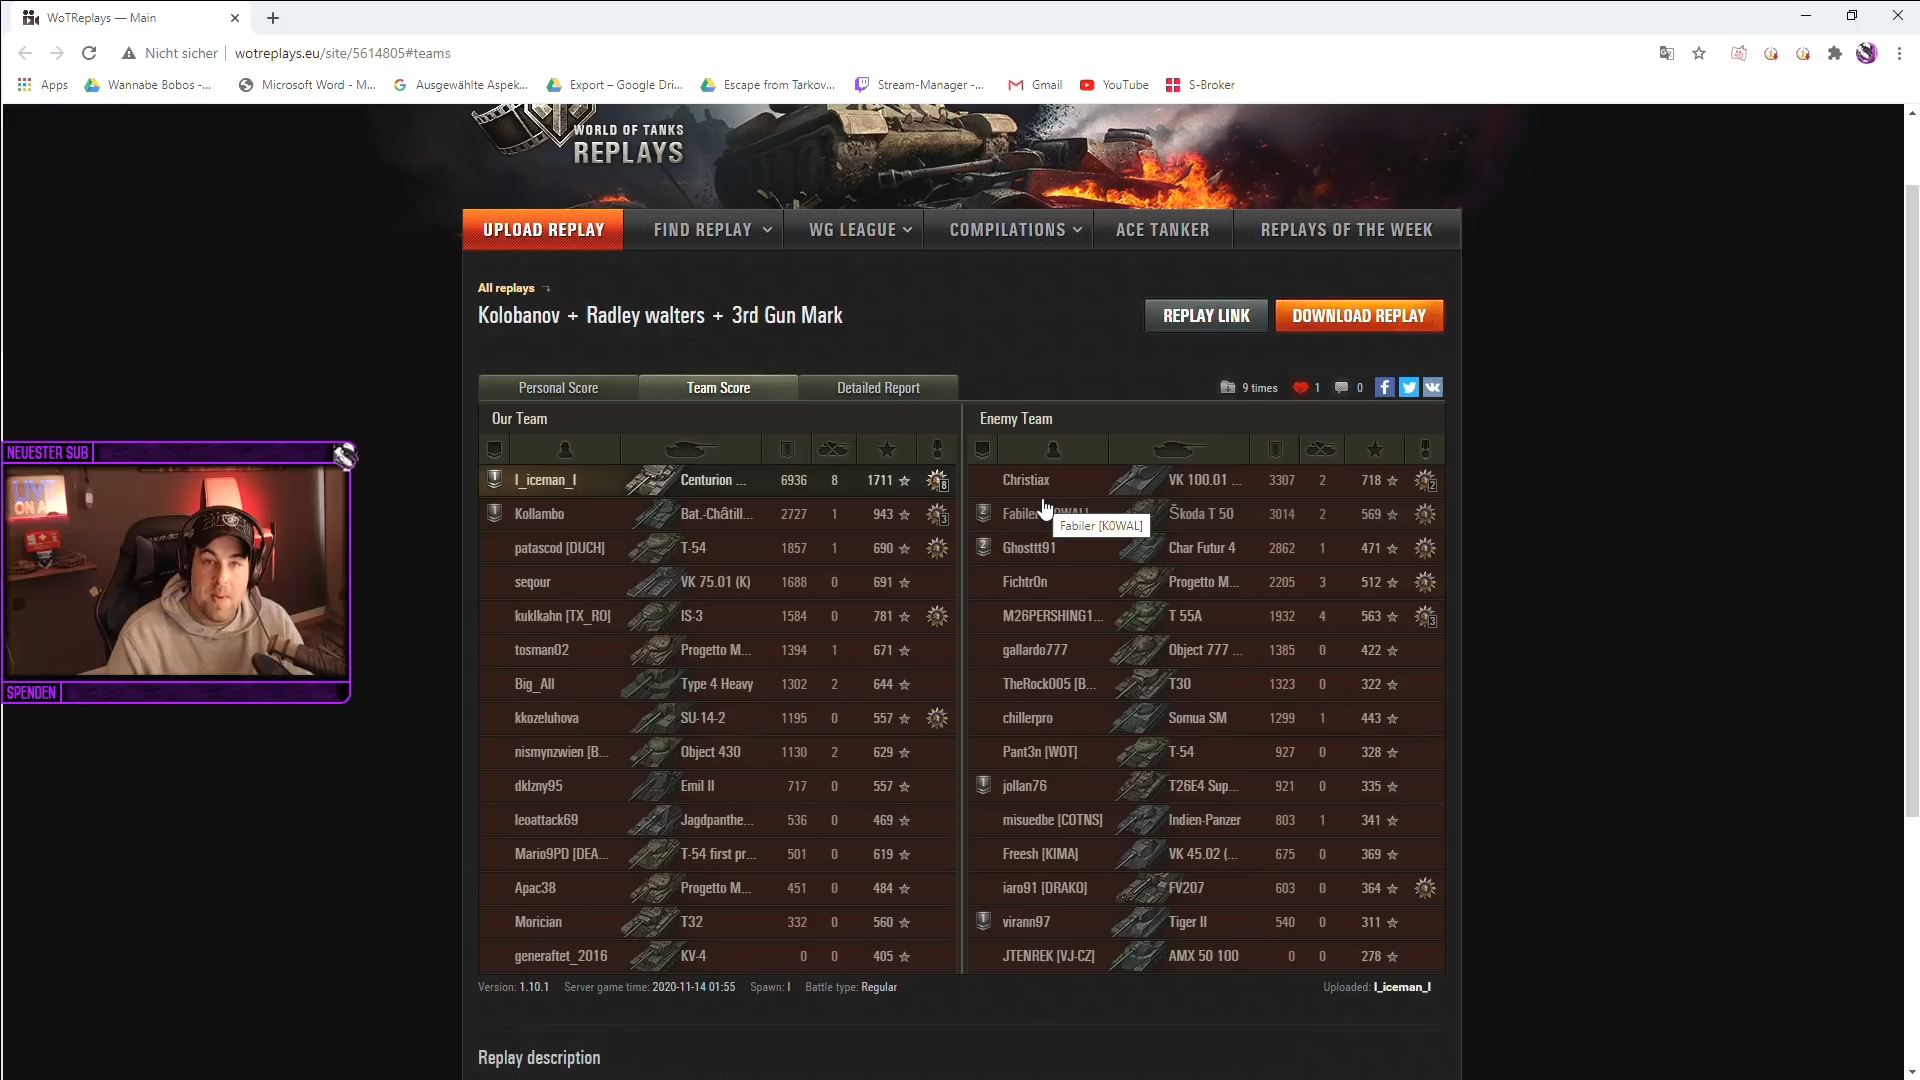 WoTReplays — Main
Nicht sicher
wotreplays.eu/site/5614805#teams
Apps
Wannabe Bobos -...
Microsoft Word - M...
Ausgewählte Aspek...
Export – Google Dri...
Escape from Tarkov...
Stream-Manager -...
Gmail
YouTube
S-Broker
WORLD OF TANKS
REPLAYS
UPLOAD REPLAY
FIND REPLAY
WG LEAGUE
COMPILATIONS
ACE TANKER
REPLAYS OF THE WEEK
All replays
Kolobanov + Radley walters + 3rd Gun Mark
REPLAY LINK
DOWNLOAD REPLAY
Personal Score
Team Score
Detailed Report
9 times
1
0
Our Team
Enemy Team
I_iceman_I Centurion ... 6936 8 1711 8
Christiax VK 100.01 ... 3307 2 718 2
Kollambo Bat.-Châtill... 2727 1 943 3
Škoda T 50 3014 2 569
Fabiler [K0WAL]
patascod [DUCH] T-54 1857 1 690
Ghosttt91 Char Futur 4 2862 1 471
seqour VK 75.01 (K) 1688 0 691
Fichtr0n Progetto M... 2205 3 512
kuklkahn [TX_RO] IS-3 1584 0 781
M26PERSHING1... T 55A 1932 4 563 3
tosman02 Progetto M... 1394 1 671
gallardo777 Object 777 ... 1385 0 422
Big_All Type 4 Heavy 1302 2 644
TheRock005 [B... T30 1323 0 322
kkozeluhova SU-14-2 1195 0 557
chillerpro Somua SM 1299 1 443
nismynzwien [B... Object 430 1130 2 629
Pant3n [WOT] T-54 927 0 328
dklzny95 Emil II 717 0 557
jollan76 T26E4 Sup... 921 0 335
leoattack69 Jagdpanthe... 536 0 469
misuedbe [COTNS] Indien-Panzer 803 1 341
Mario9PD [DEA... T-54 first pr... 501 0 619
Freesh [KIMA] VK 45.02 (... 675 0 369
Apac38 Progetto M... 451 0 484
iaro91 [DRAKO] FV207 603 0 364
Morician T32 332 0 560
virann97 Tiger II 540 0 311
generaftet_2016 KV-4 0 0 405
JTENREK [VJ-CZ] AMX 50 100 0 0 278
Version: 1.10.1 Server game time: 2020-11-14 01:55 Spawn: I Battle type: Regular
Uploaded: I_iceman_I
Replay description
NEUESTER SUB
SPENDEN